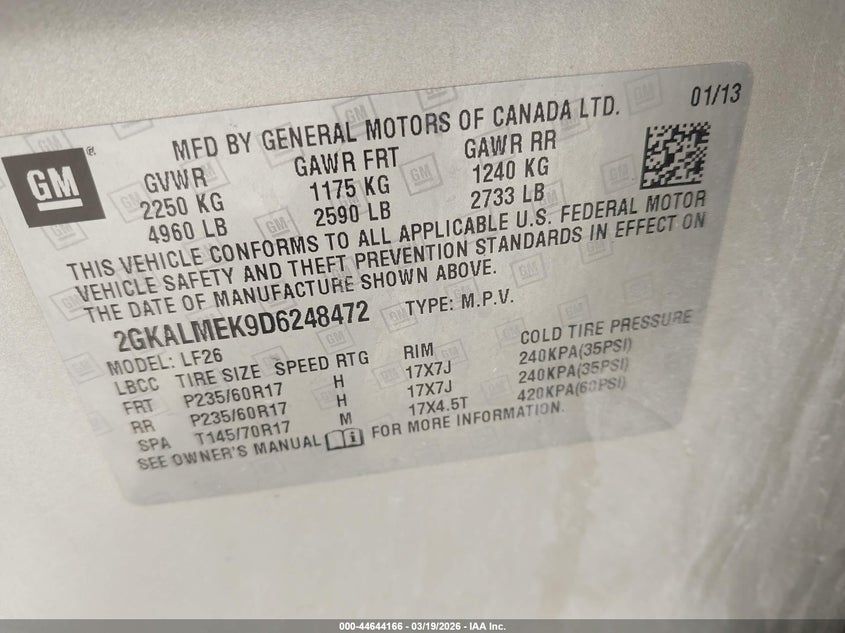 GM
®
01/13
MFD BY GENERAL MOTORS OF CANADA LTD.
GVWR GAWR FRT GAWR RR
2250 KG 1175 KG 1240 KG
4960 LB 2590 LB 2733 LB
THIS VEHICLE CONFORMS TO ALL APPLICABLE U.S. FEDERAL MOTOR
VEHICLE SAFETY AND THEFT PREVENTION STANDARDS IN EFFECT ON
THE DATE OF MANUFACTURE SHOWN ABOVE.
2GKALMEK9D6248472 TYPE: M.P.V.
MODEL: LF26
LBCC TIRE SIZE SPEED RTG RIM COLD TIRE PRESSURE
FRT P235/60R17 H 17X7J 240KPA(35PSI)
RR P235/60R17 H 17X7J 240KPA(35PSI)
SPA T145/70R17 M 17X4.5T 420KPA(60PSI)
SEE OWNER'S MANUAL FOR MORE INFORMATION.
000-44644166 - 03/19/2026 - IAA Inc.